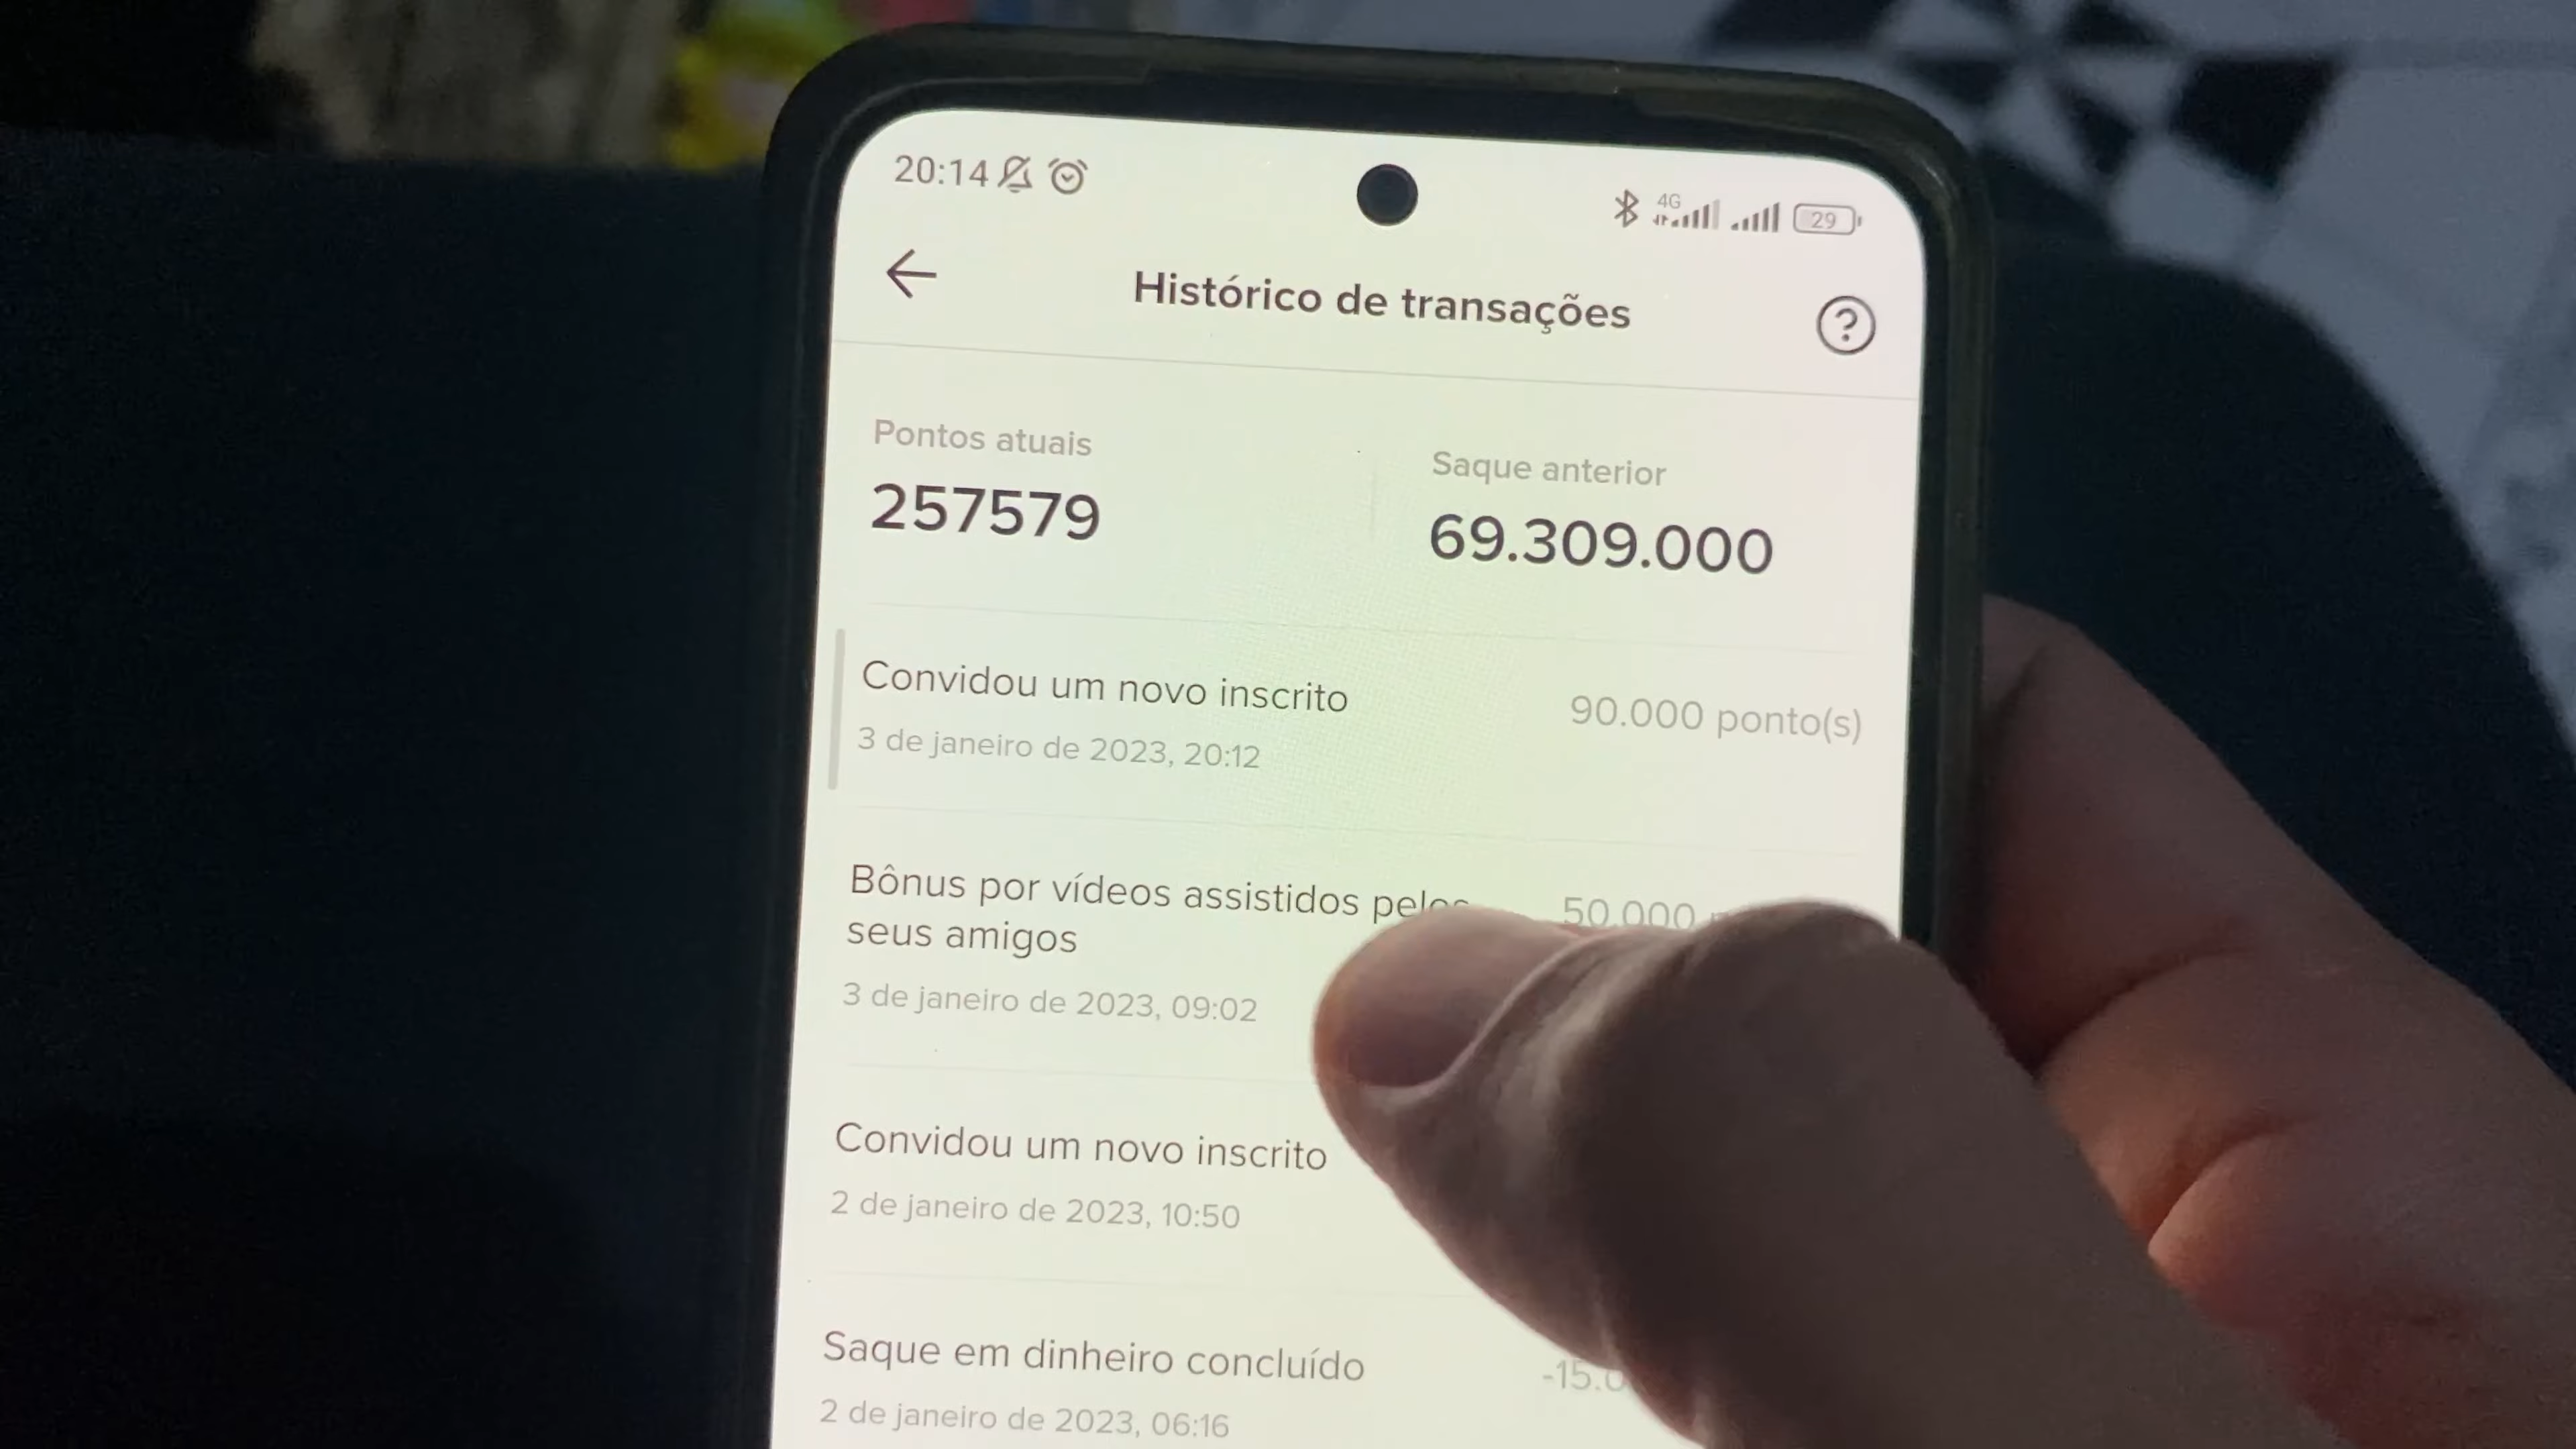 20:14
4G
29
Histórico de transações
Pontos atuais
Saque anterior
257579
69.309.000
Convidou um novo inscrito
90.000 ponto(s)
3 de janeiro de 2023, 20:12
Bônus por vídeos assistidos pelos
50.000
seus amigos
3 de janeiro de 2023, 09:02
Convidou um novo inscrito
2 de janeiro de 2023, 10:50
Saque em dinheiro concluído
2 de janeiro de 2023, 06:16